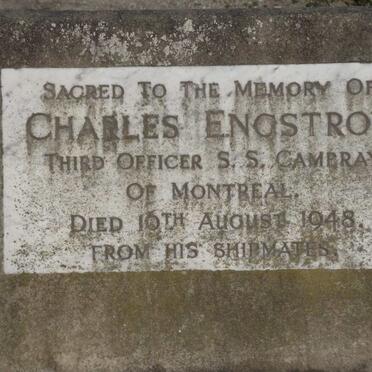 SACRED TO THE MEMORY OF
CHARLES ENGSTRO
THIRD OFFICER S. S. CAMBRAY
OF MONTREAL.
DIED 10TH AUGUST 1948.
FROM HIS SHIPMATES.